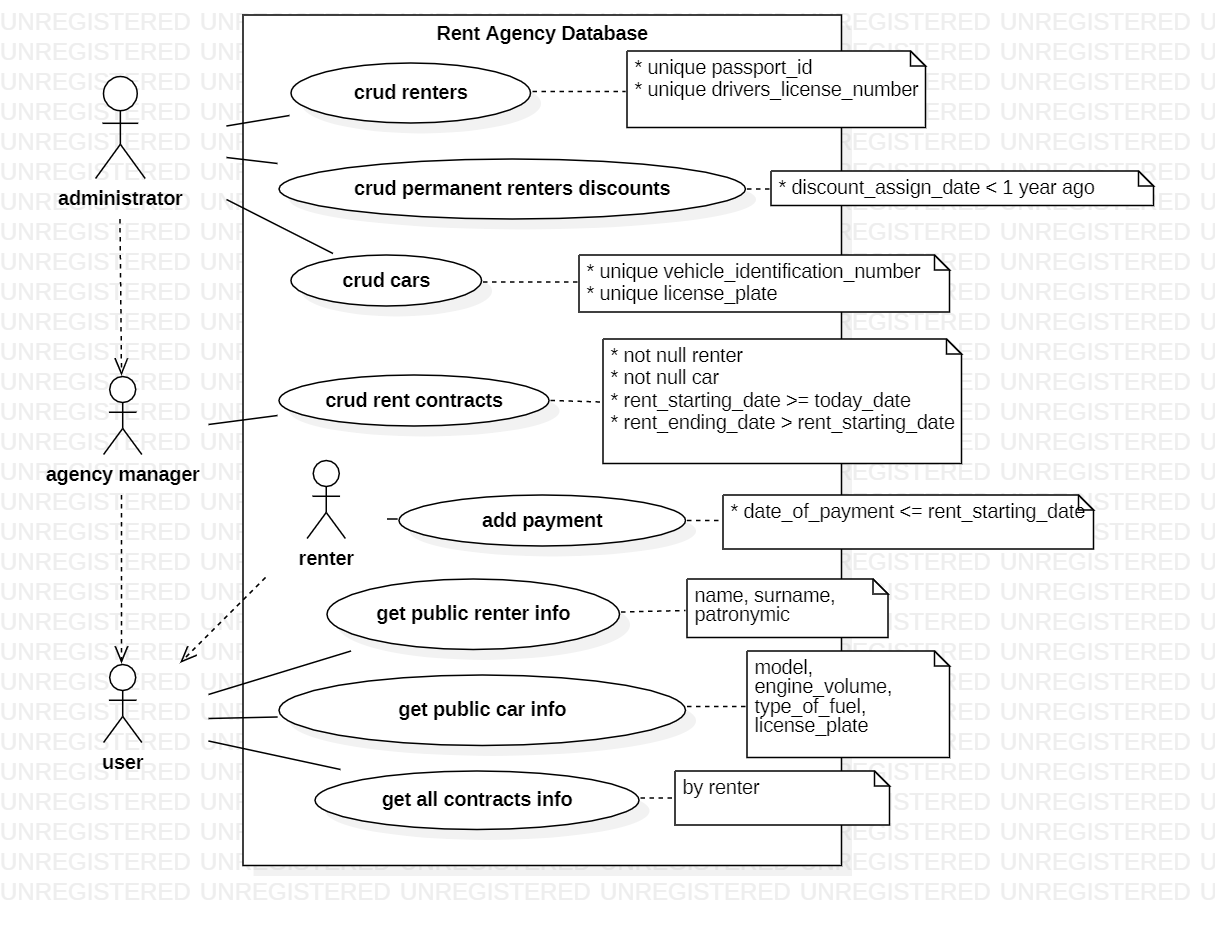 Rent Agency Database
crud renters
* unique passport_id
* unique drivers_license_number
administrator
crud permanent renters discounts
* discount_assign_date < 1 year ago
crud cars
* unique vehicle_identification_number
* unique license_plate
crud rent contracts
* not null renter
* not null car
* rent_starting_date >= today_date
* rent_ending_date > rent_starting_date
agency manager
renter
add payment
* date_of_payment <= rent_starting_date
get public renter info
name, surname,
patronymic
user
get public car info
model,
engine_volume,
type_of_fuel,
license_plate
get all contracts info
by renter
UNREGISTERED UNREGISTERED UNREGISTERED UNREGISTERED UNREGISTERED UNREGISTERED U